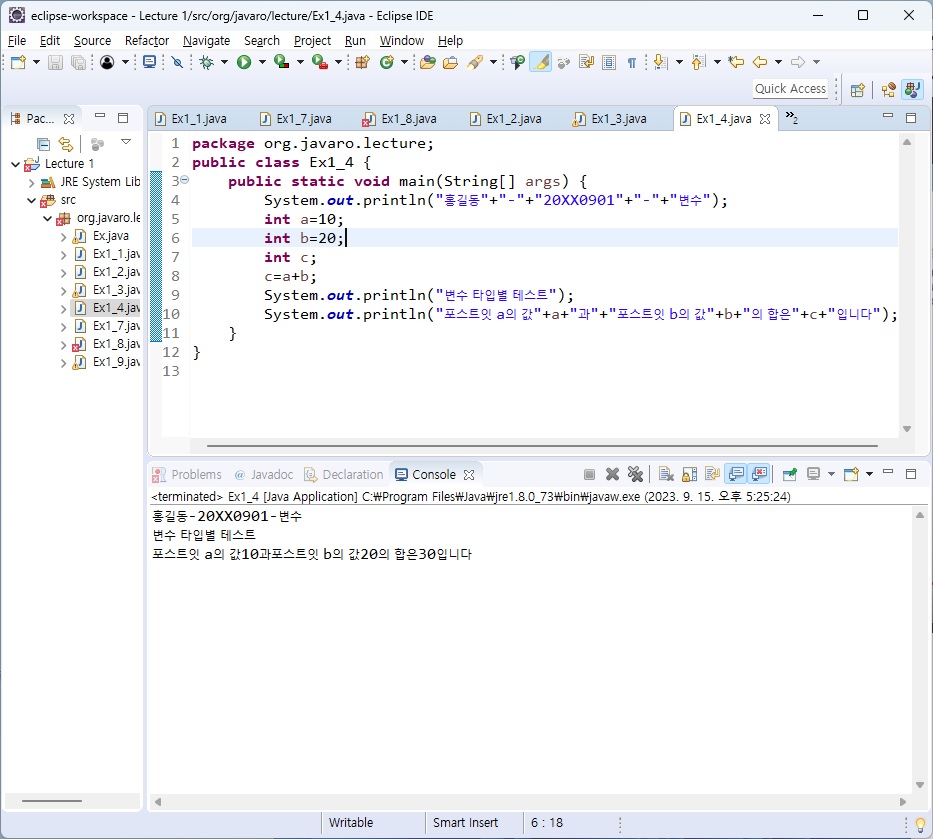 eclipse-workspace - Lecture 1/src/org/javaro/lecture/Ex1_4.java - Eclipse IDE
File Edit Source Refactor Navigate Search Project Run Window Help
Quick Access
Pac...
Ex1_1.java Ex1_7.java Ex1_8.java Ex1_2.java Ex1_3.java Ex1_4.java »2
Lecture 1
JRE System Lib
src
org.javaro.le
Ex.java
Ex1_1.jav
Ex1_2.jav
Ex1_3.jav
Ex1_4.jav
Ex1_7.jav
Ex1_8.jav
Ex1_9.jav
1 package org.javaro.lecture;
2 public class Ex1_4 {
3 public static void main(String[] args) {
4 System.out.println("홍길동"+"-"+"20XX0901"+"-"+"변수");
5 int a=10;
6 int b=20;
7 int c;
8 c=a+b;
9 System.out.println("변수 타입별 테스트");
10 System.out.println("포스트잇 a의 값"+a+"과"+"포스트잇 b의 값"+b+"의 합은"+c+"입니다");
11 }
12 }
13
Problems @ Javadoc Declaration Console
<terminated> Ex1_4 [Java Application] C:₩Program Files₩Java₩jre1.8.0_73₩bin₩javaw.exe (2023. 9. 15. 오후 5:25:24)
홍길동-20XX0901-변수
변수 타입별 테스트
포스트잇 a의 값10과포스트잇 b의 값20의 합은30입니다
Writable Smart Insert 6 : 18